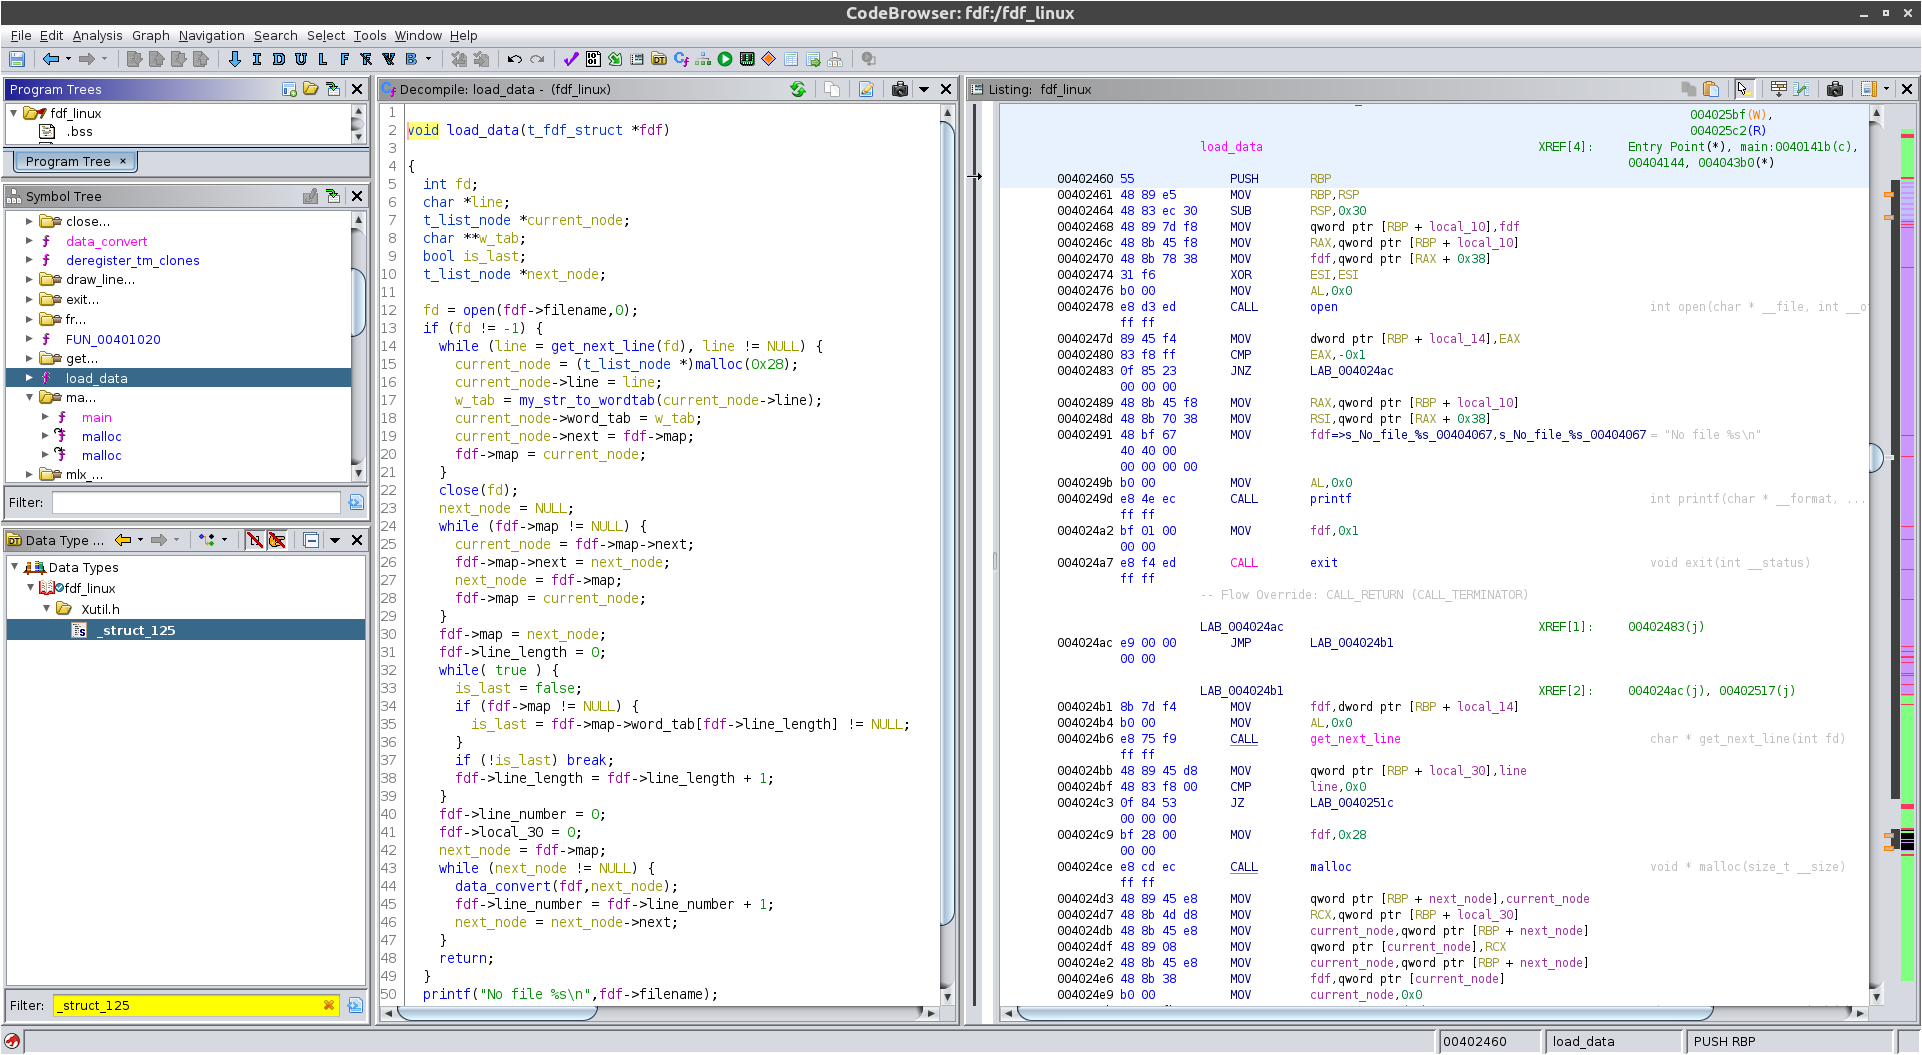 CodeBrowser: fdf:/fdf_linux
File Edit Analysis Graph Navigation Search Select Tools Window Help
I D U L F R V B
Program Trees
fdf_linux
.bss
Program Tree ×
Symbol Tree
close...
data_convert
deregister_tm_clones
draw_line...
exit...
fr...
FUN_00401020
get...
load_data
ma...
main
malloc
malloc
mlx_...
Filter:
Data Type ...
Data Types
fdf_linux
Xutil.h
_struct_125
Filter: _struct_125
Decompile: load_data - (fdf_linux)
1
2 void load_data(t_fdf_struct *fdf)
3
4 {
5 int fd;
6 char *line;
7 t_list_node *current_node;
8 char **w_tab;
9 bool is_last;
10 t_list_node *next_node;
11
12 fd = open(fdf->filename,0);
13 if (fd != -1) {
14 while (line = get_next_line(fd), line != NULL) {
15 current_node = (t_list_node *)malloc(0x28);
16 current_node->line = line;
17 w_tab = my_str_to_wordtab(current_node->line);
18 current_node->word_tab = w_tab;
19 current_node->next = fdf->map;
20 fdf->map = current_node;
21 }
22 close(fd);
23 next_node = NULL;
24 while (fdf->map != NULL) {
25 current_node = fdf->map->next;
26 fdf->map->next = next_node;
27 next_node = fdf->map;
28 fdf->map = current_node;
29 }
30 fdf->map = next_node;
31 fdf->line_length = 0;
32 while( true ) {
33 is_last = false;
34 if (fdf->map != NULL) {
35 is_last = fdf->map->word_tab[fdf->line_length] != NULL;
36 }
37 if (!is_last) break;
38 fdf->line_length = fdf->line_length + 1;
39 }
40 fdf->line_number = 0;
41 fdf->local_30 = 0;
42 next_node = fdf->map;
43 while (next_node != NULL) {
44 data_convert(fdf,next_node);
45 fdf->line_number = fdf->line_number + 1;
46 next_node = next_node->next;
47 }
48 return;
49 }
50 printf("No file %s\n",fdf->filename);
Listing: fdf_linux
004025bf(W),
004025c2(R)
load_data XREF[4]: Entry Point(*), main:0040141b(c),
00404144, 004043b0(*)
00402460 55 PUSH RBP
00402461 48 89 e5 MOV RBP,RSP
00402464 48 83 ec 30 SUB RSP,0x30
00402468 48 89 7d f8 MOV qword ptr [RBP + local_10],fdf
0040246c 48 8b 45 f8 MOV RAX,qword ptr [RBP + local_10]
00402470 48 8b 78 38 MOV fdf,qword ptr [RAX + 0x38]
00402474 31 f6 XOR ESI,ESI
00402476 b0 00 MOV AL,0x0
00402478 e8 d3 ed CALL open int open(char * __file, int __o
ff ff
0040247d 89 45 f4 MOV dword ptr [RBP + local_14],EAX
00402480 83 f8 ff CMP EAX,-0x1
00402483 0f 85 23 JNZ LAB_004024ac
00 00 00
00402489 48 8b 45 f8 MOV RAX,qword ptr [RBP + local_10]
0040248d 48 8b 70 38 MOV RSI,qword ptr [RAX + 0x38]
00402491 48 bf 67 MOV fdf=>s_No_file_%s_00404067,s_No_file_%s_00404067 = "No file %s\n"
40 40 00
00 00 00 00
0040249b b0 00 MOV AL,0x0
0040249d e8 4e ec CALL printf int printf(char * __format, ...
ff ff
004024a2 bf 01 00 MOV fdf,0x1
00 00
004024a7 e8 f4 ed CALL exit void exit(int __status)
ff ff
-- Flow Override: CALL_RETURN (CALL_TERMINATOR)
LAB_004024ac XREF[1]: 00402483(j)
004024ac e9 00 00 JMP LAB_004024b1
00 00
LAB_004024b1 XREF[2]: 004024ac(j), 00402517(j)
004024b1 8b 7d f4 MOV fdf,dword ptr [RBP + local_14]
004024b4 b0 00 MOV AL,0x0
004024b6 e8 75 f9 CALL get_next_line char * get_next_line(int fd)
ff ff
004024bb 48 89 45 d8 MOV qword ptr [RBP + local_30],line
004024bf 48 83 f8 00 CMP line,0x0
004024c3 0f 84 53 JZ LAB_0040251c
00 00 00
004024c9 bf 28 00 MOV fdf,0x28
00 00
004024ce e8 cd ec CALL malloc void * malloc(size_t __size)
ff ff
004024d3 48 89 45 e8 MOV qword ptr [RBP + next_node],current_node
004024d7 48 8b 4d d8 MOV RCX,qword ptr [RBP + local_30]
004024db 48 8b 45 e8 MOV current_node,qword ptr [RBP + next_node]
004024df 48 89 08 MOV qword ptr [current_node],RCX
004024e2 48 8b 45 e8 MOV current_node,qword ptr [RBP + next_node]
004024e6 48 8b 38 MOV fdf,qword ptr [current_node]
004024e9 b0 00 MOV current_node,0x0
00402460 load_data PUSH RBP